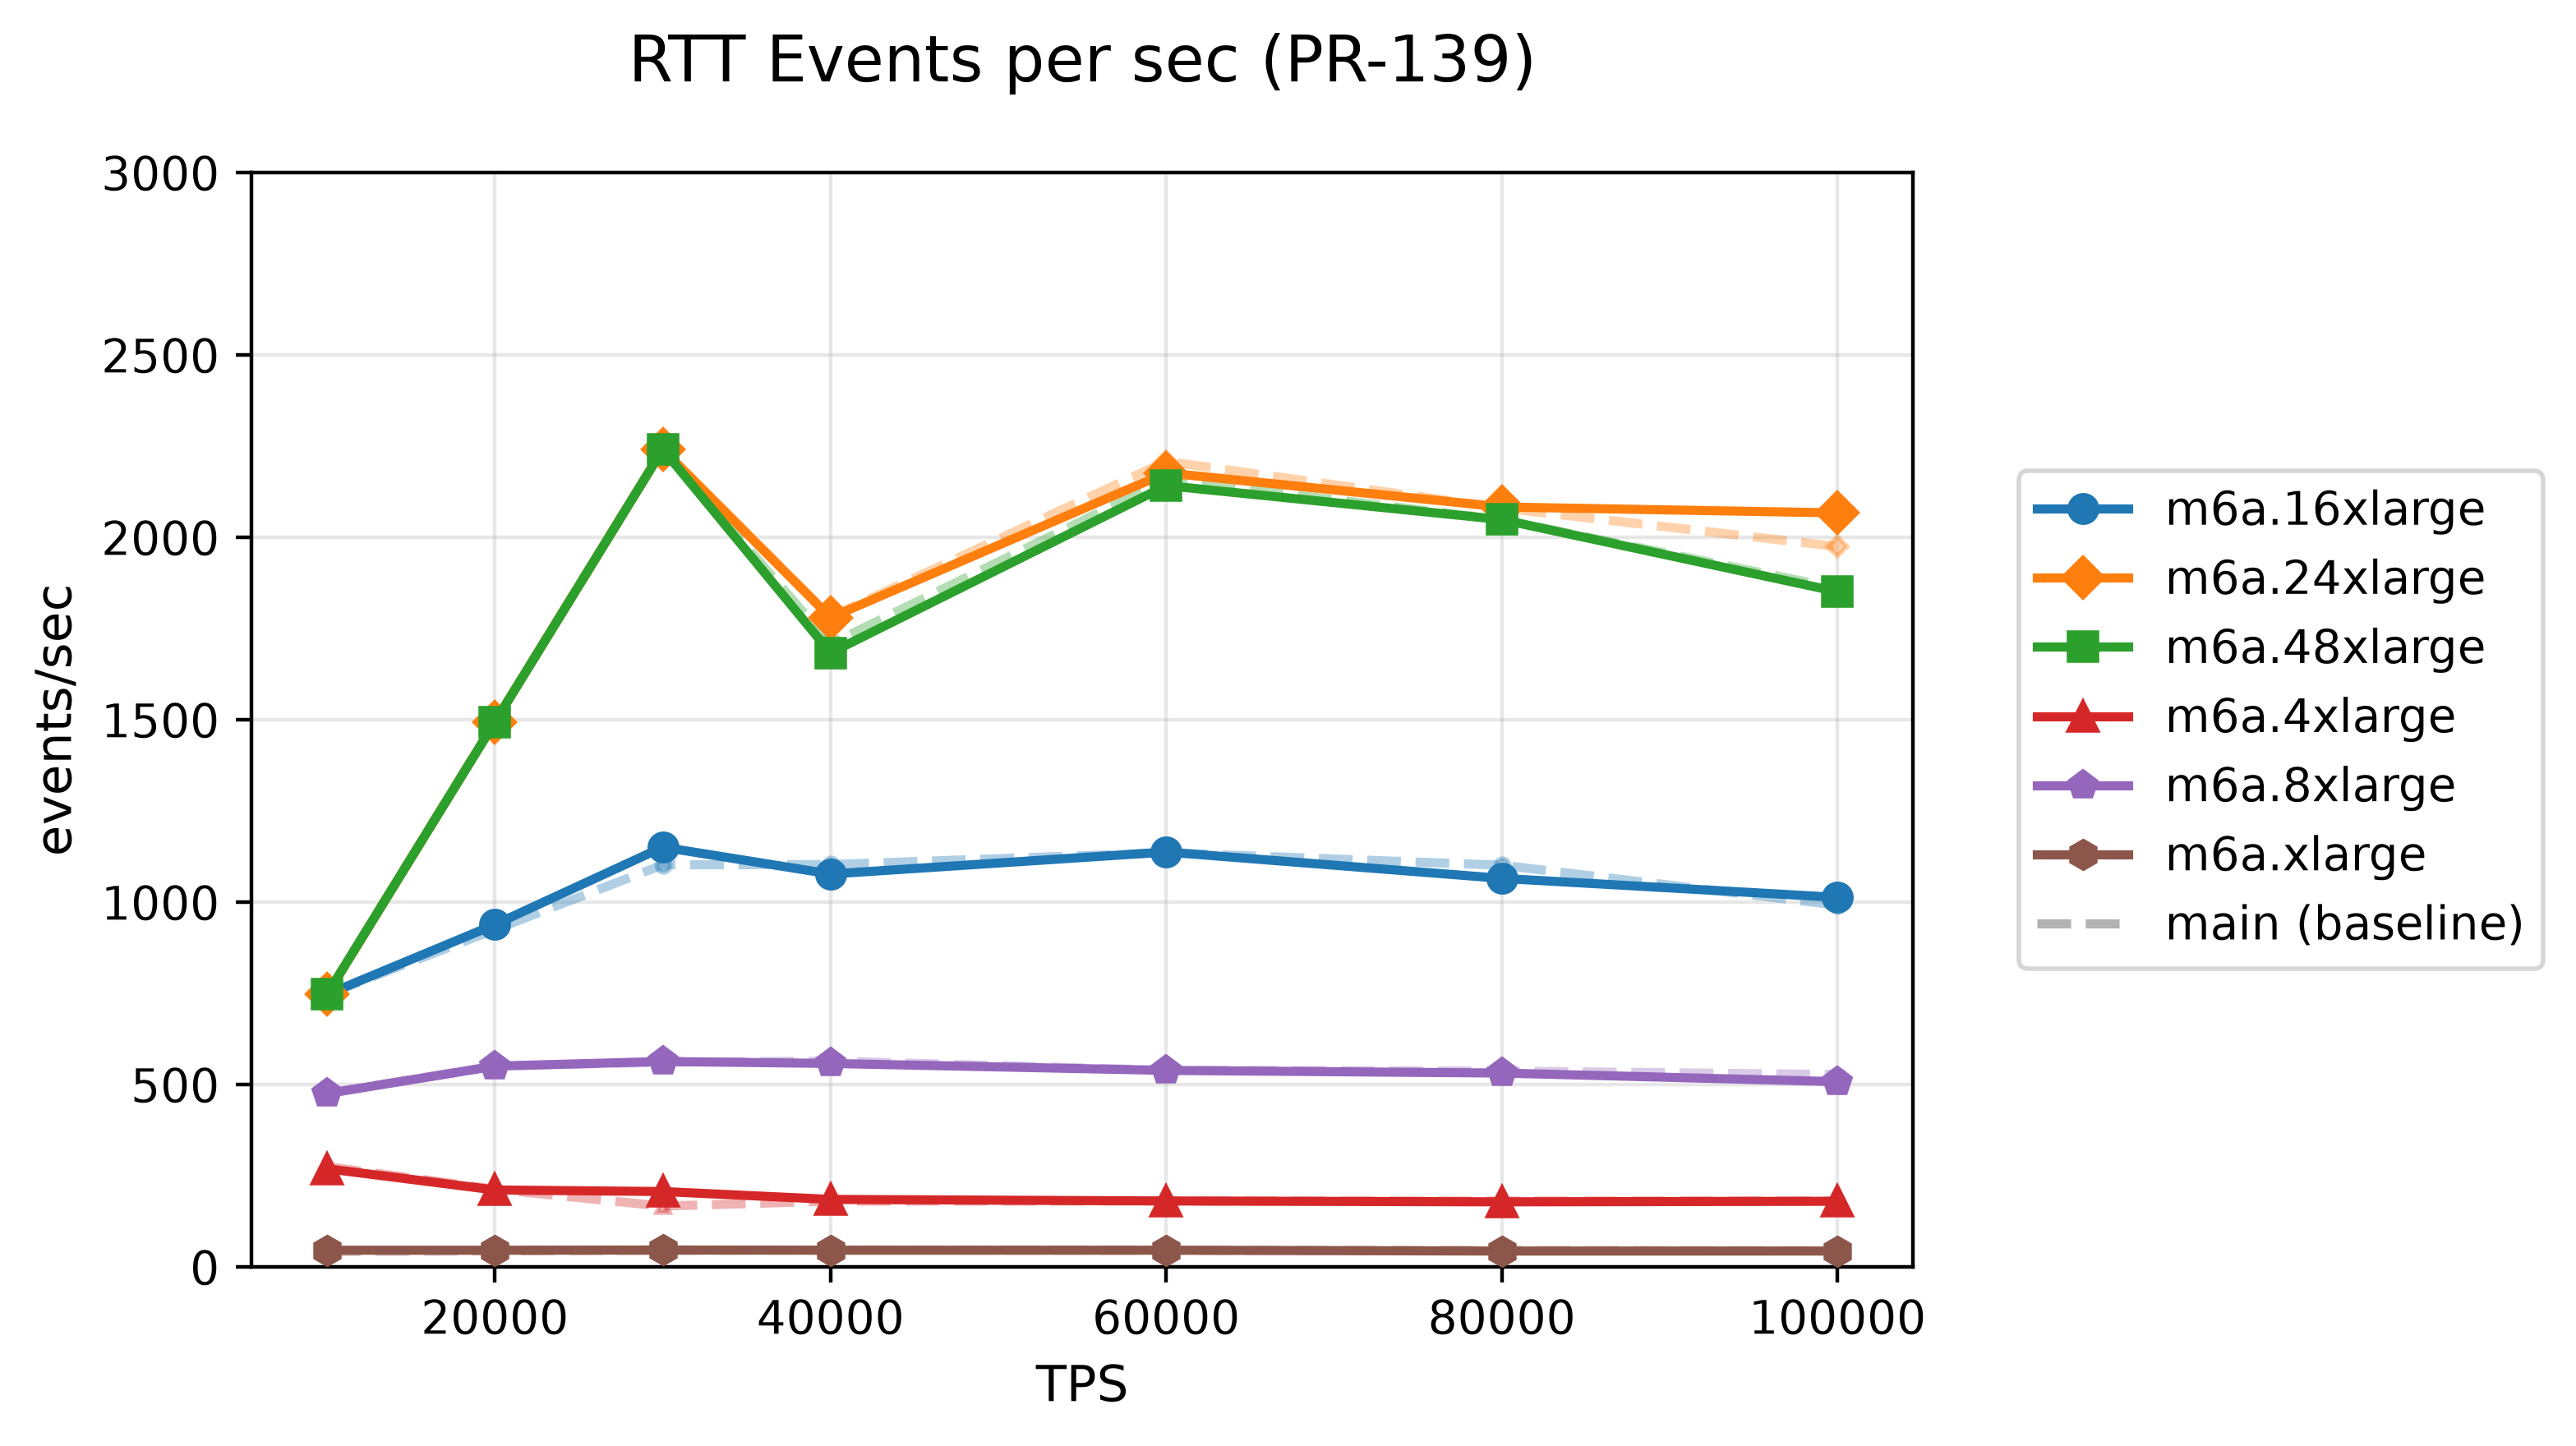 RTT Events per sec (PR-139)
3000
2500
2000
1500
1000
500
0
events/sec
20000 40000 60000 80000 100000
TPS
m6a.16xlarge
m6a.24xlarge
m6a.48xlarge
m6a.4xlarge
m6a.8xlarge
m6a.xlarge
main (baseline)